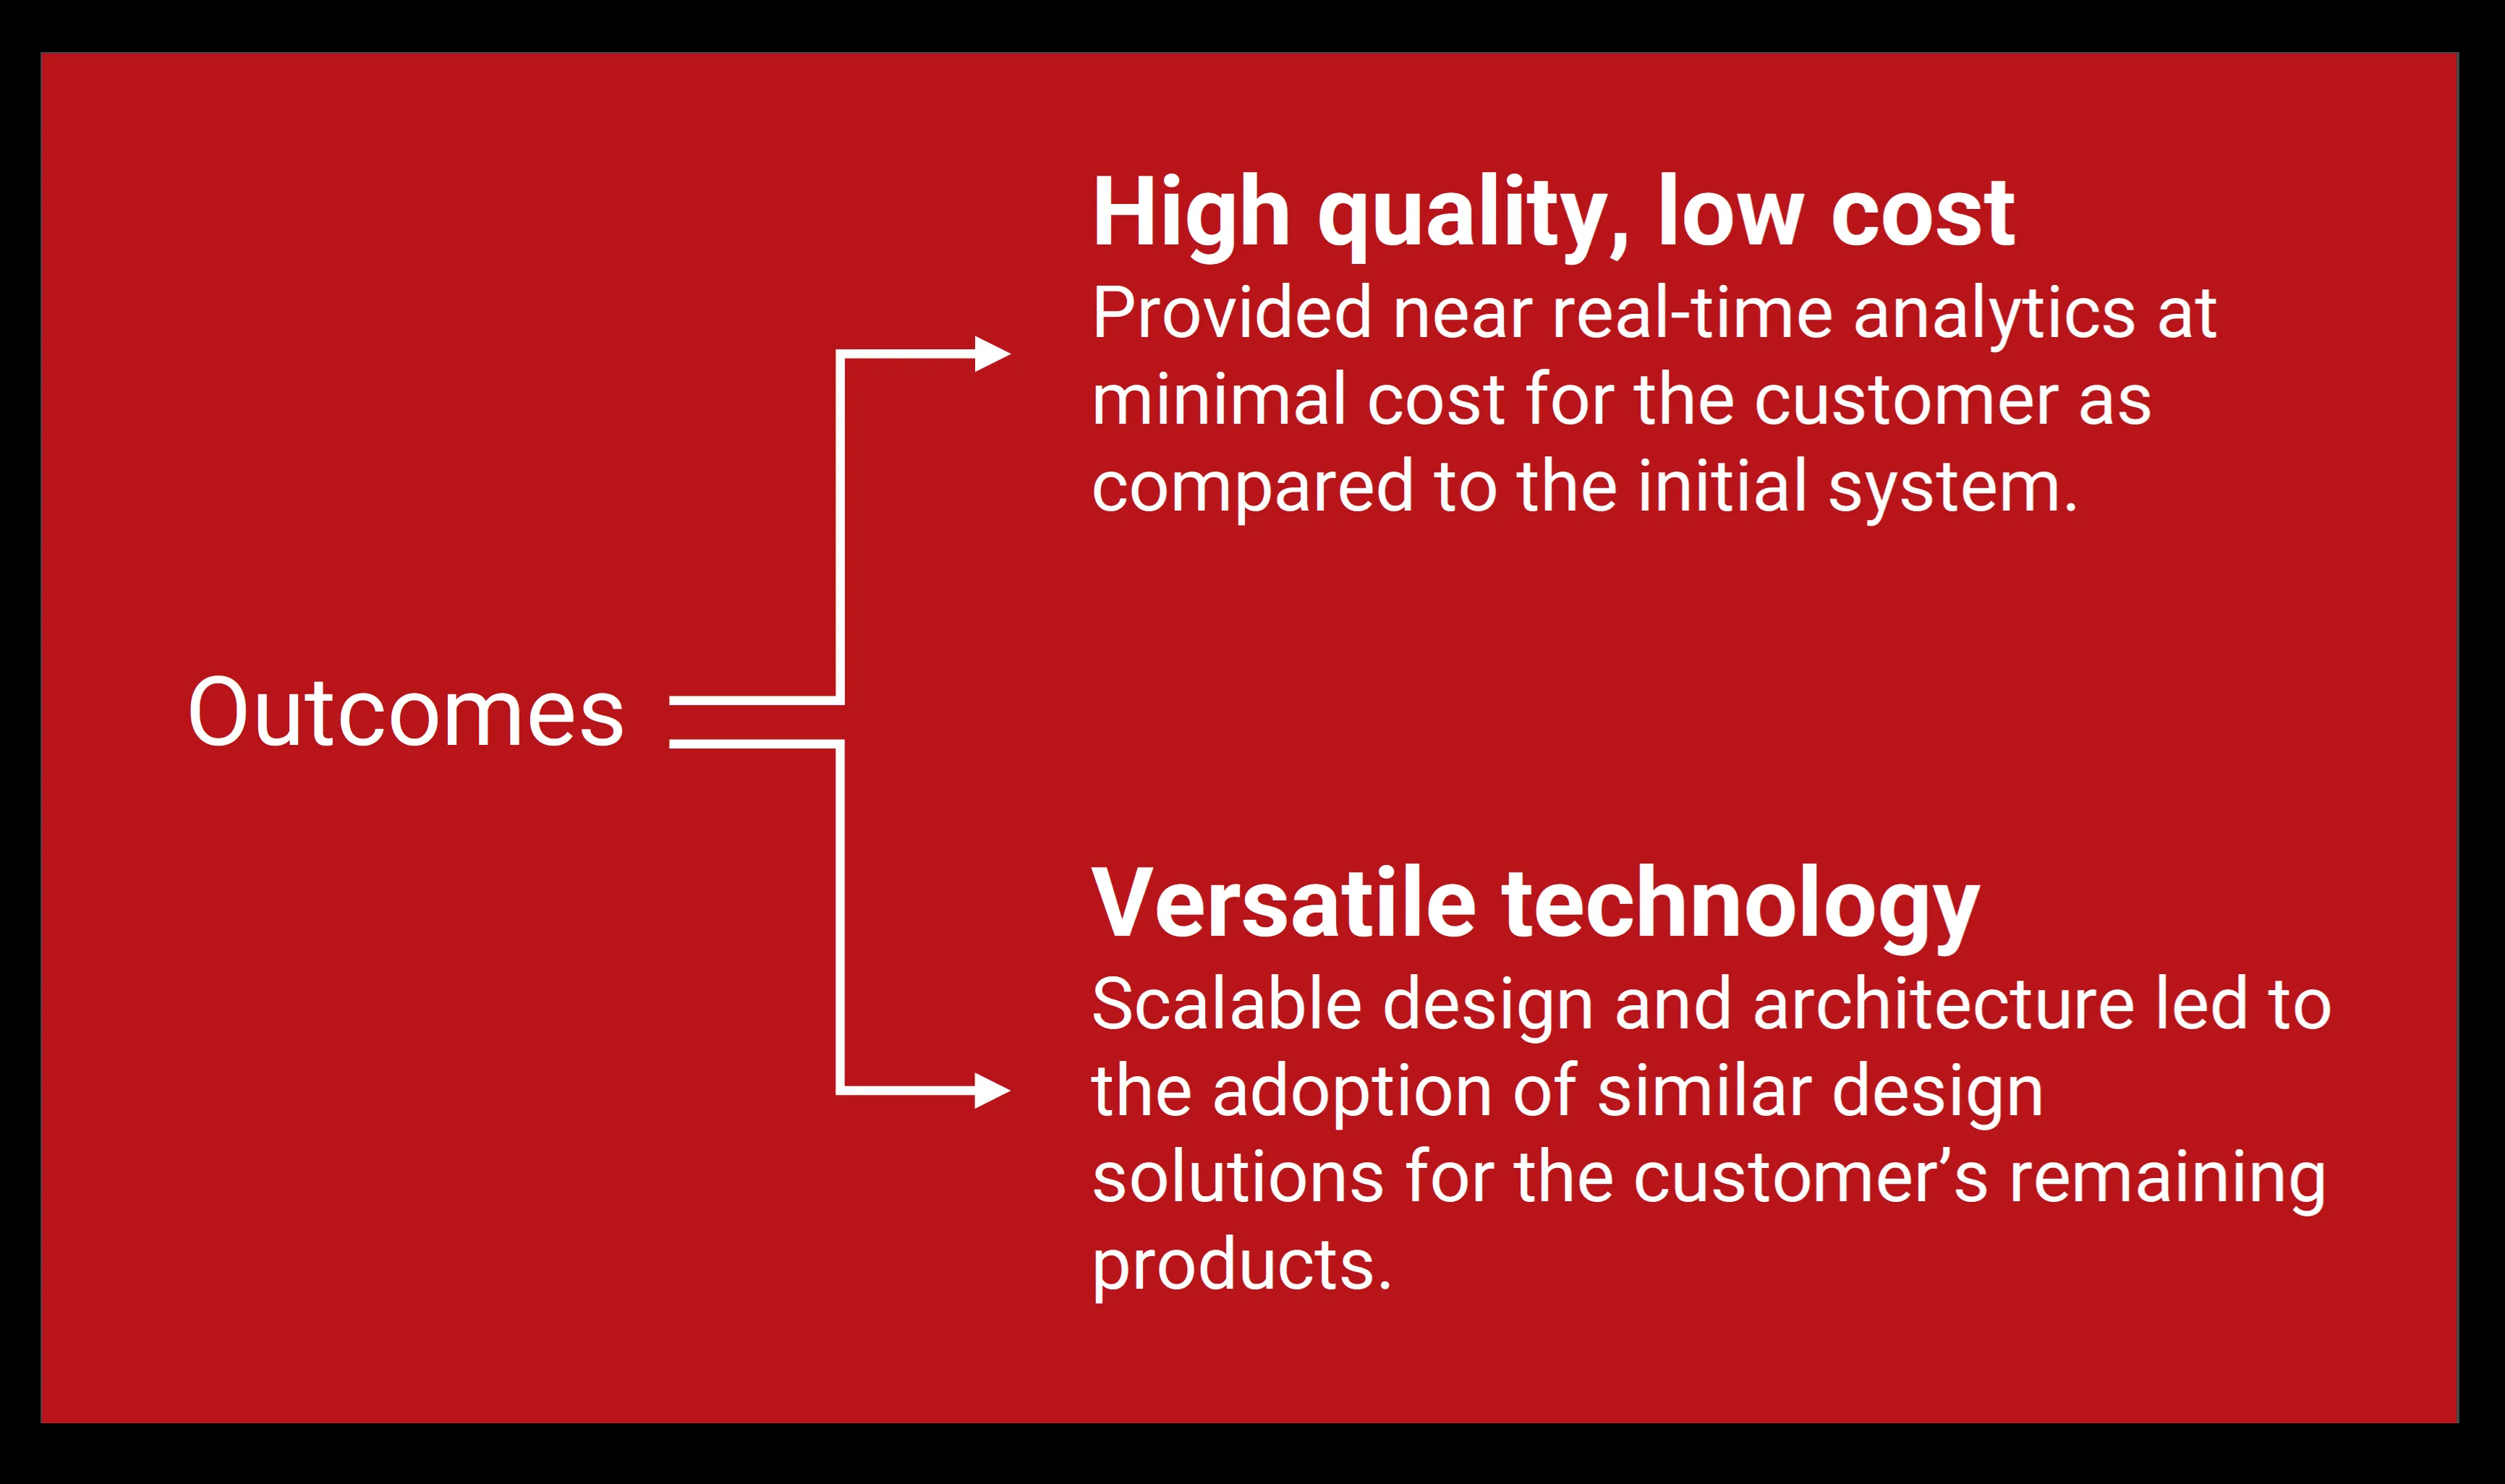 High quality, low cost
Provided near real-time analytics at
minimal cost for the customer as
compared to the initial system.
Outcomes
Versatile technology
Scalable design and architecture led to
the adoption of similar design
solutions for the customer’s remaining
products.